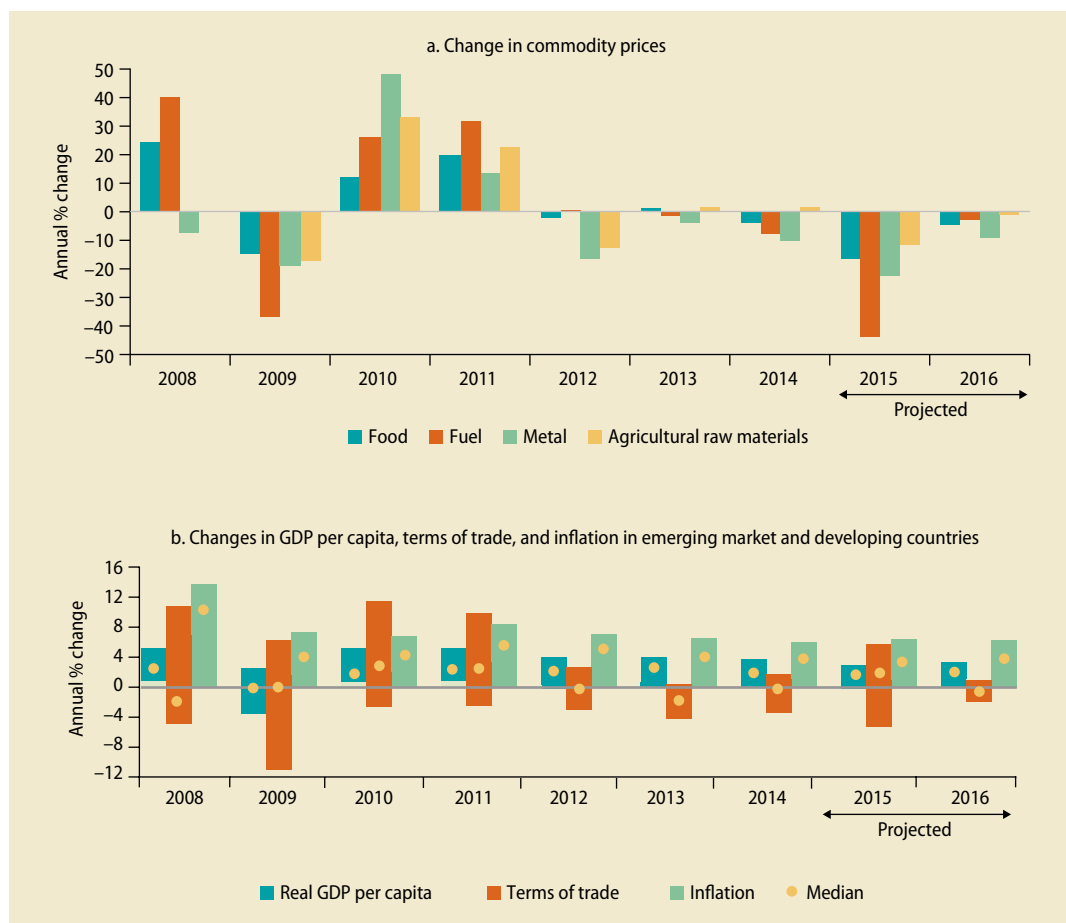 a. Change in commodity prices
Annual % change
50
40
30
20
10
0
−10
−20
−30
−40
−50
2008 2009 2010 2011 2012 2013 2014 2015 2016
Projected
Food Fuel Metal Agricultural raw materials
b. Changes in GDP per capita, terms of trade, and inflation in emerging market and developing countries
Annual % change
16
12
8
4
0
−4
−8
−12
2008 2009 2010 2011 2012 2013 2014 2015 2016
Projected
Real GDP per capita Terms of trade Inflation Median